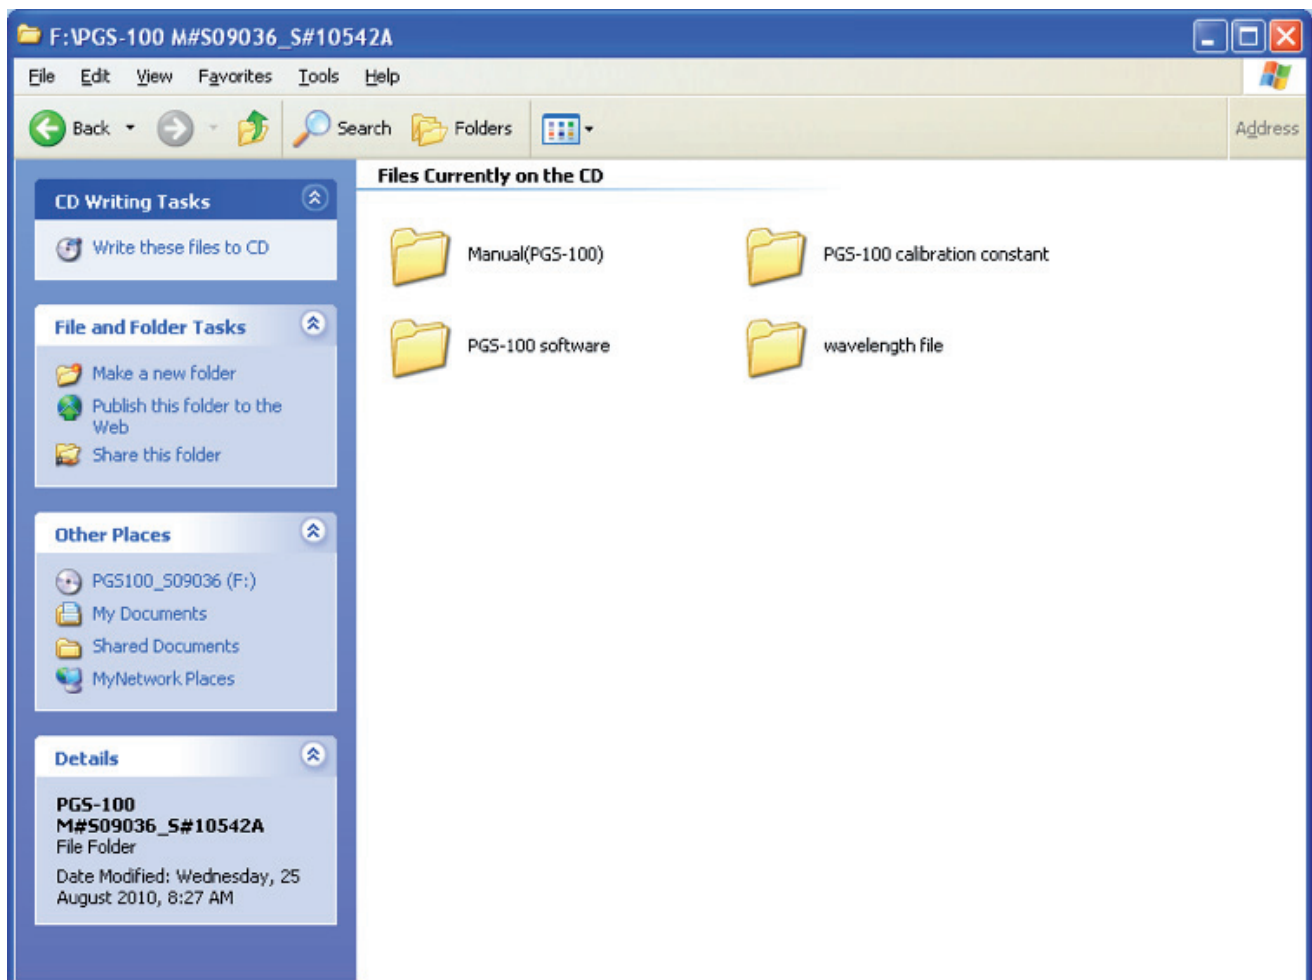 F:\PGS-100 M#S09036_S#10542A
File Edit View Favorites Tools Help
Back Search Folders Address
Files Currently on the CD
CD Writing Tasks
Write these files to CD
Manual(PGS-100) PGS-100 calibration constant
File and Folder Tasks
PGS-100 software wavelength file
Make a new folder
Publish this folder to the
Web
Share this folder
Other Places
PGS100_S09036 (F:)
My Documents
Shared Documents
MyNetwork Places
Details
PGS-100
M#S09036_S#10542A
File Folder
Date Modified: Wednesday, 25
August 2010, 8:27 AM